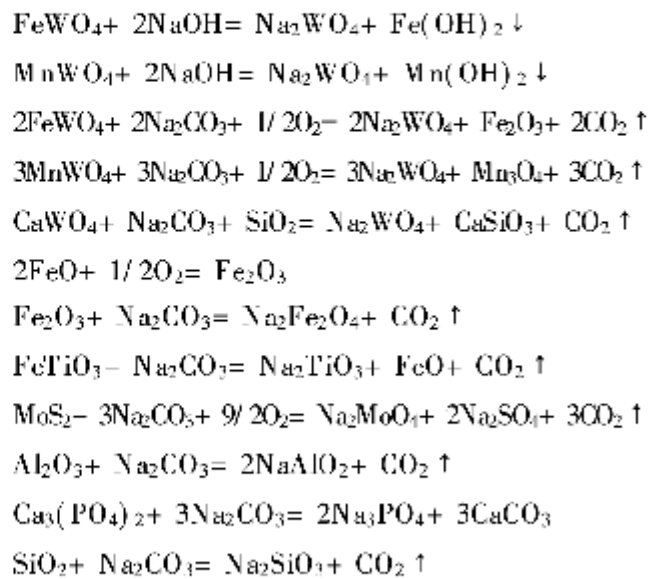 FeWO₄+ 2NaOH= Na₂WO₄+ Fe(OH)₂↓
MnWO₄+ 2NaOH= Na₂WO₄+ Mn(OH)₂↓
2FeWO₄+ 2Na₂CO₃+ 1/2O₂= 2Na₂WO₄+ Fe₂O₃+ 2CO₂↑
3MnWO₄+ 3Na₂CO₃+ 1/2O₂= 3Na₂WO₄+ Mn₃O₄+ 3CO₂↑
CaWO₄+ Na₂CO₃+ SiO₂= Na₂WO₄+ CaSiO₃+ CO₂↑
2FeO+ 1/2O₂= Fe₂O₃
Fe₂O₃+ Na₂CO₃= Na₂Fe₂O₄+ CO₂↑
FeTiO₃+ Na₂CO₃= Na₂TiO₃+ FeO+ CO₂↑
MoS₂+ 3Na₂CO₃+ 9/2O₂= Na₂MoO₄+ 2Na₂SO₄+ 3CO₂↑
Al₂O₃+ Na₂CO₃= 2NaAlO₂+ CO₂↑
Ca₃(PO₄)₂+ 3Na₂CO₃= 2Na₃PO₄+ 3CaCO₃
SiO₂+ Na₂CO₃= Na₂SiO₃+ CO₂↑